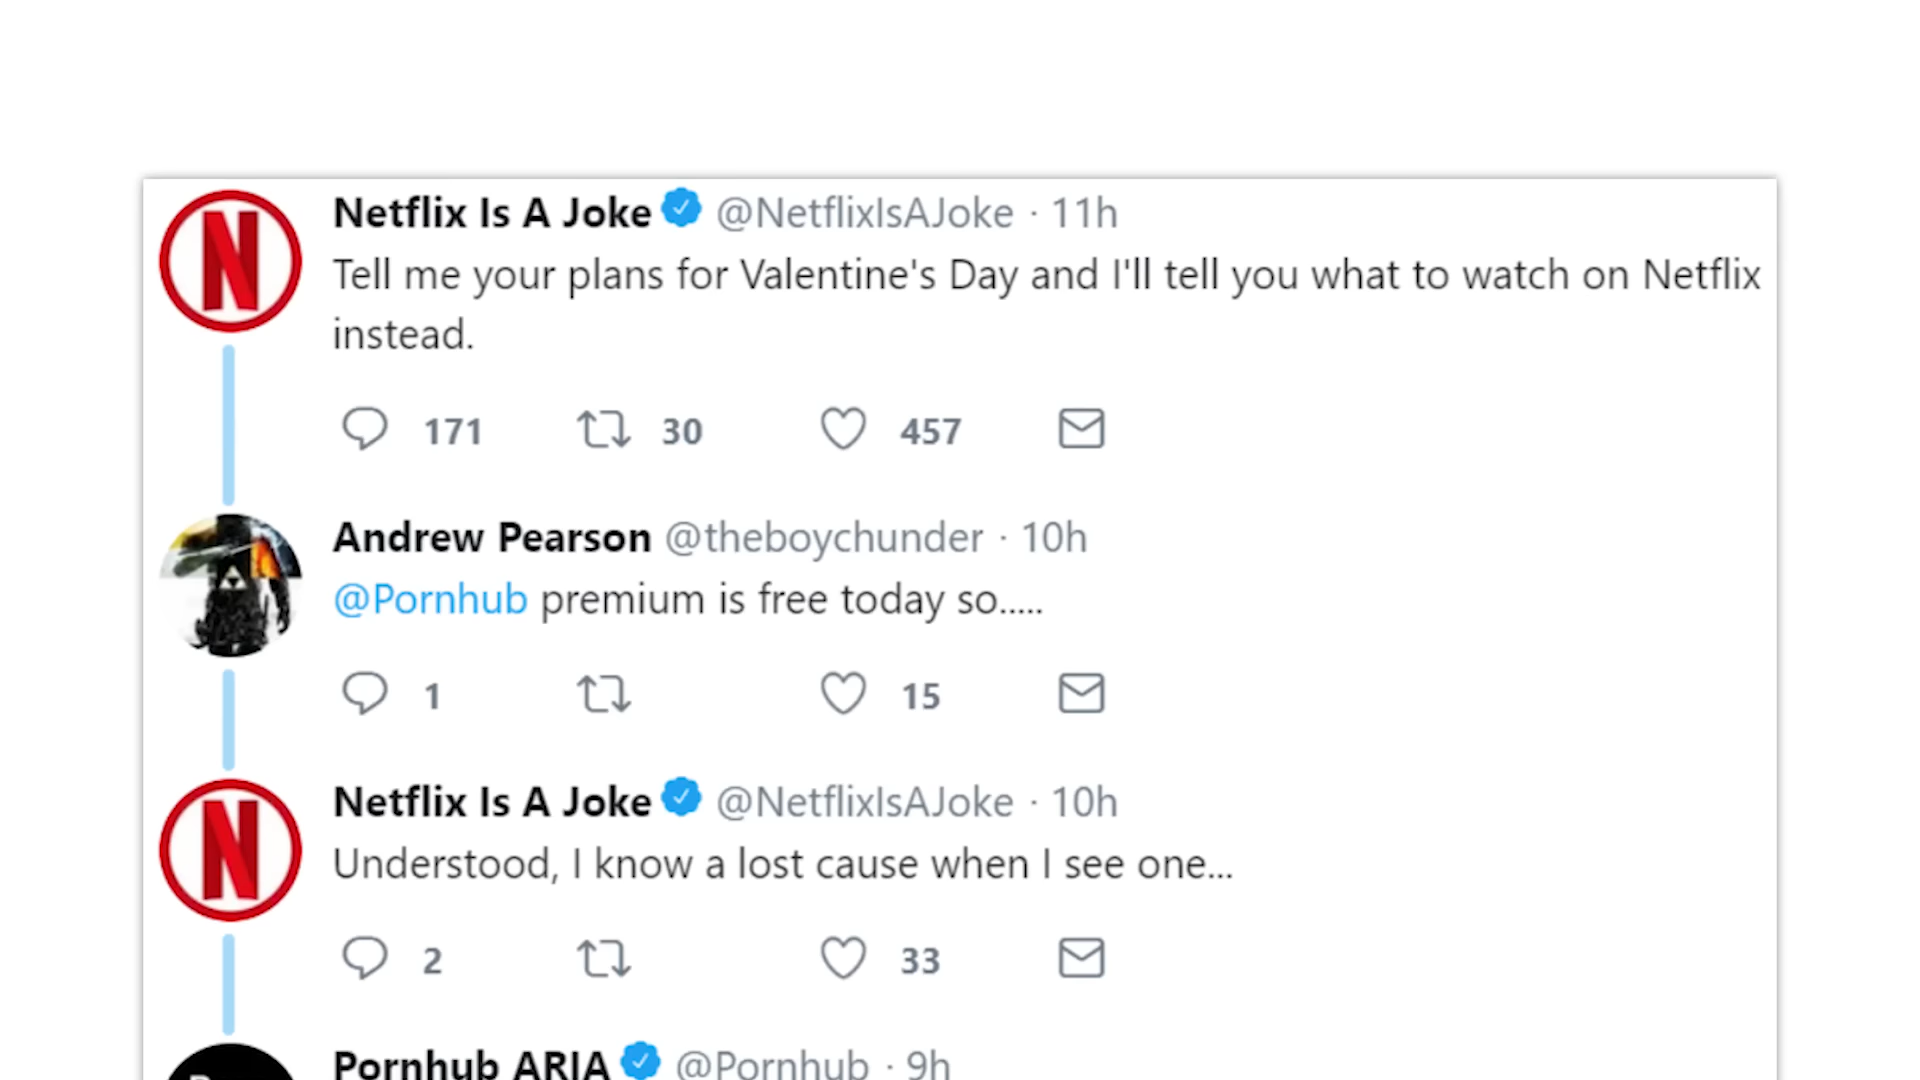 Netflix Is A Joke @NetflixIsAJoke · 11h
Tell me your plans for Valentine's Day and I'll tell you what to watch on Netflix
instead.
171 30 457
Andrew Pearson @theboychunder · 10h
@Pornhub premium is free today so.....
1 15
Netflix Is A Joke @NetflixIsAJoke · 10h
Understood, I know a lost cause when I see one...
2 33
Pornhub ARIA @Pornhub · 9h